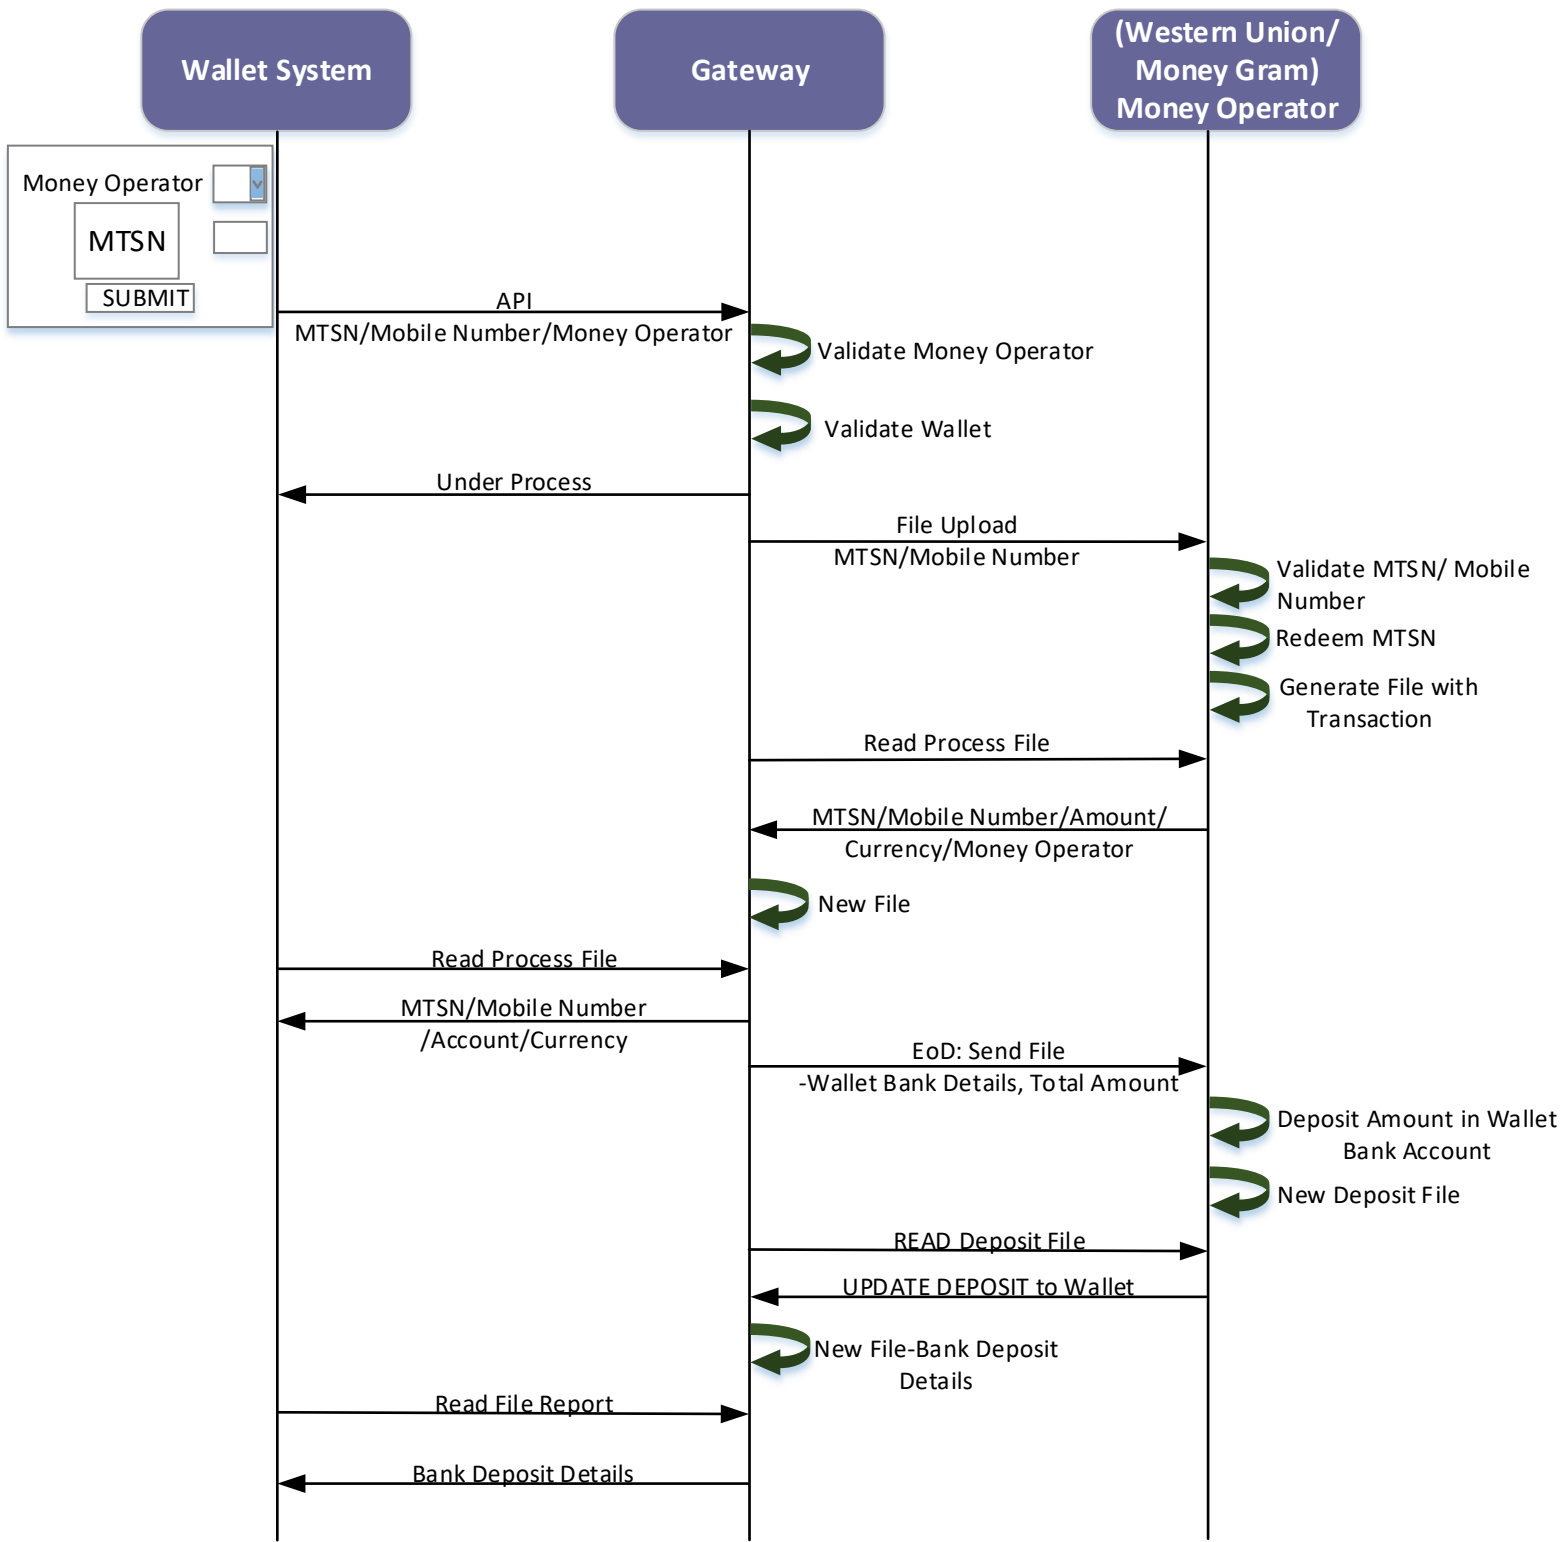 Wallet System
Gateway
(Western Union/
Money Gram)
Money Operator
Money Operator
MTSN
SUBMIT
API
MTSN/Mobile Number/Money Operator
Validate Money Operator
Validate Wallet
Under Process
File Upload
MTSN/Mobile Number
Validate MTSN/ Mobile
Number
Redeem MTSN
Generate File with
Transaction
Read Process File
MTSN/Mobile Number/Amount/
Currency/Money Operator
New File
Read Process File
MTSN/Mobile Number
/Account/Currency
EoD: Send File
-Wallet Bank Details, Total Amount
Deposit Amount in Wallet
Bank Account
New Deposit File
READ Deposit File
UPDATE DEPOSIT to Wallet
New File-Bank Deposit
Details
Read File Report
Bank Deposit Details